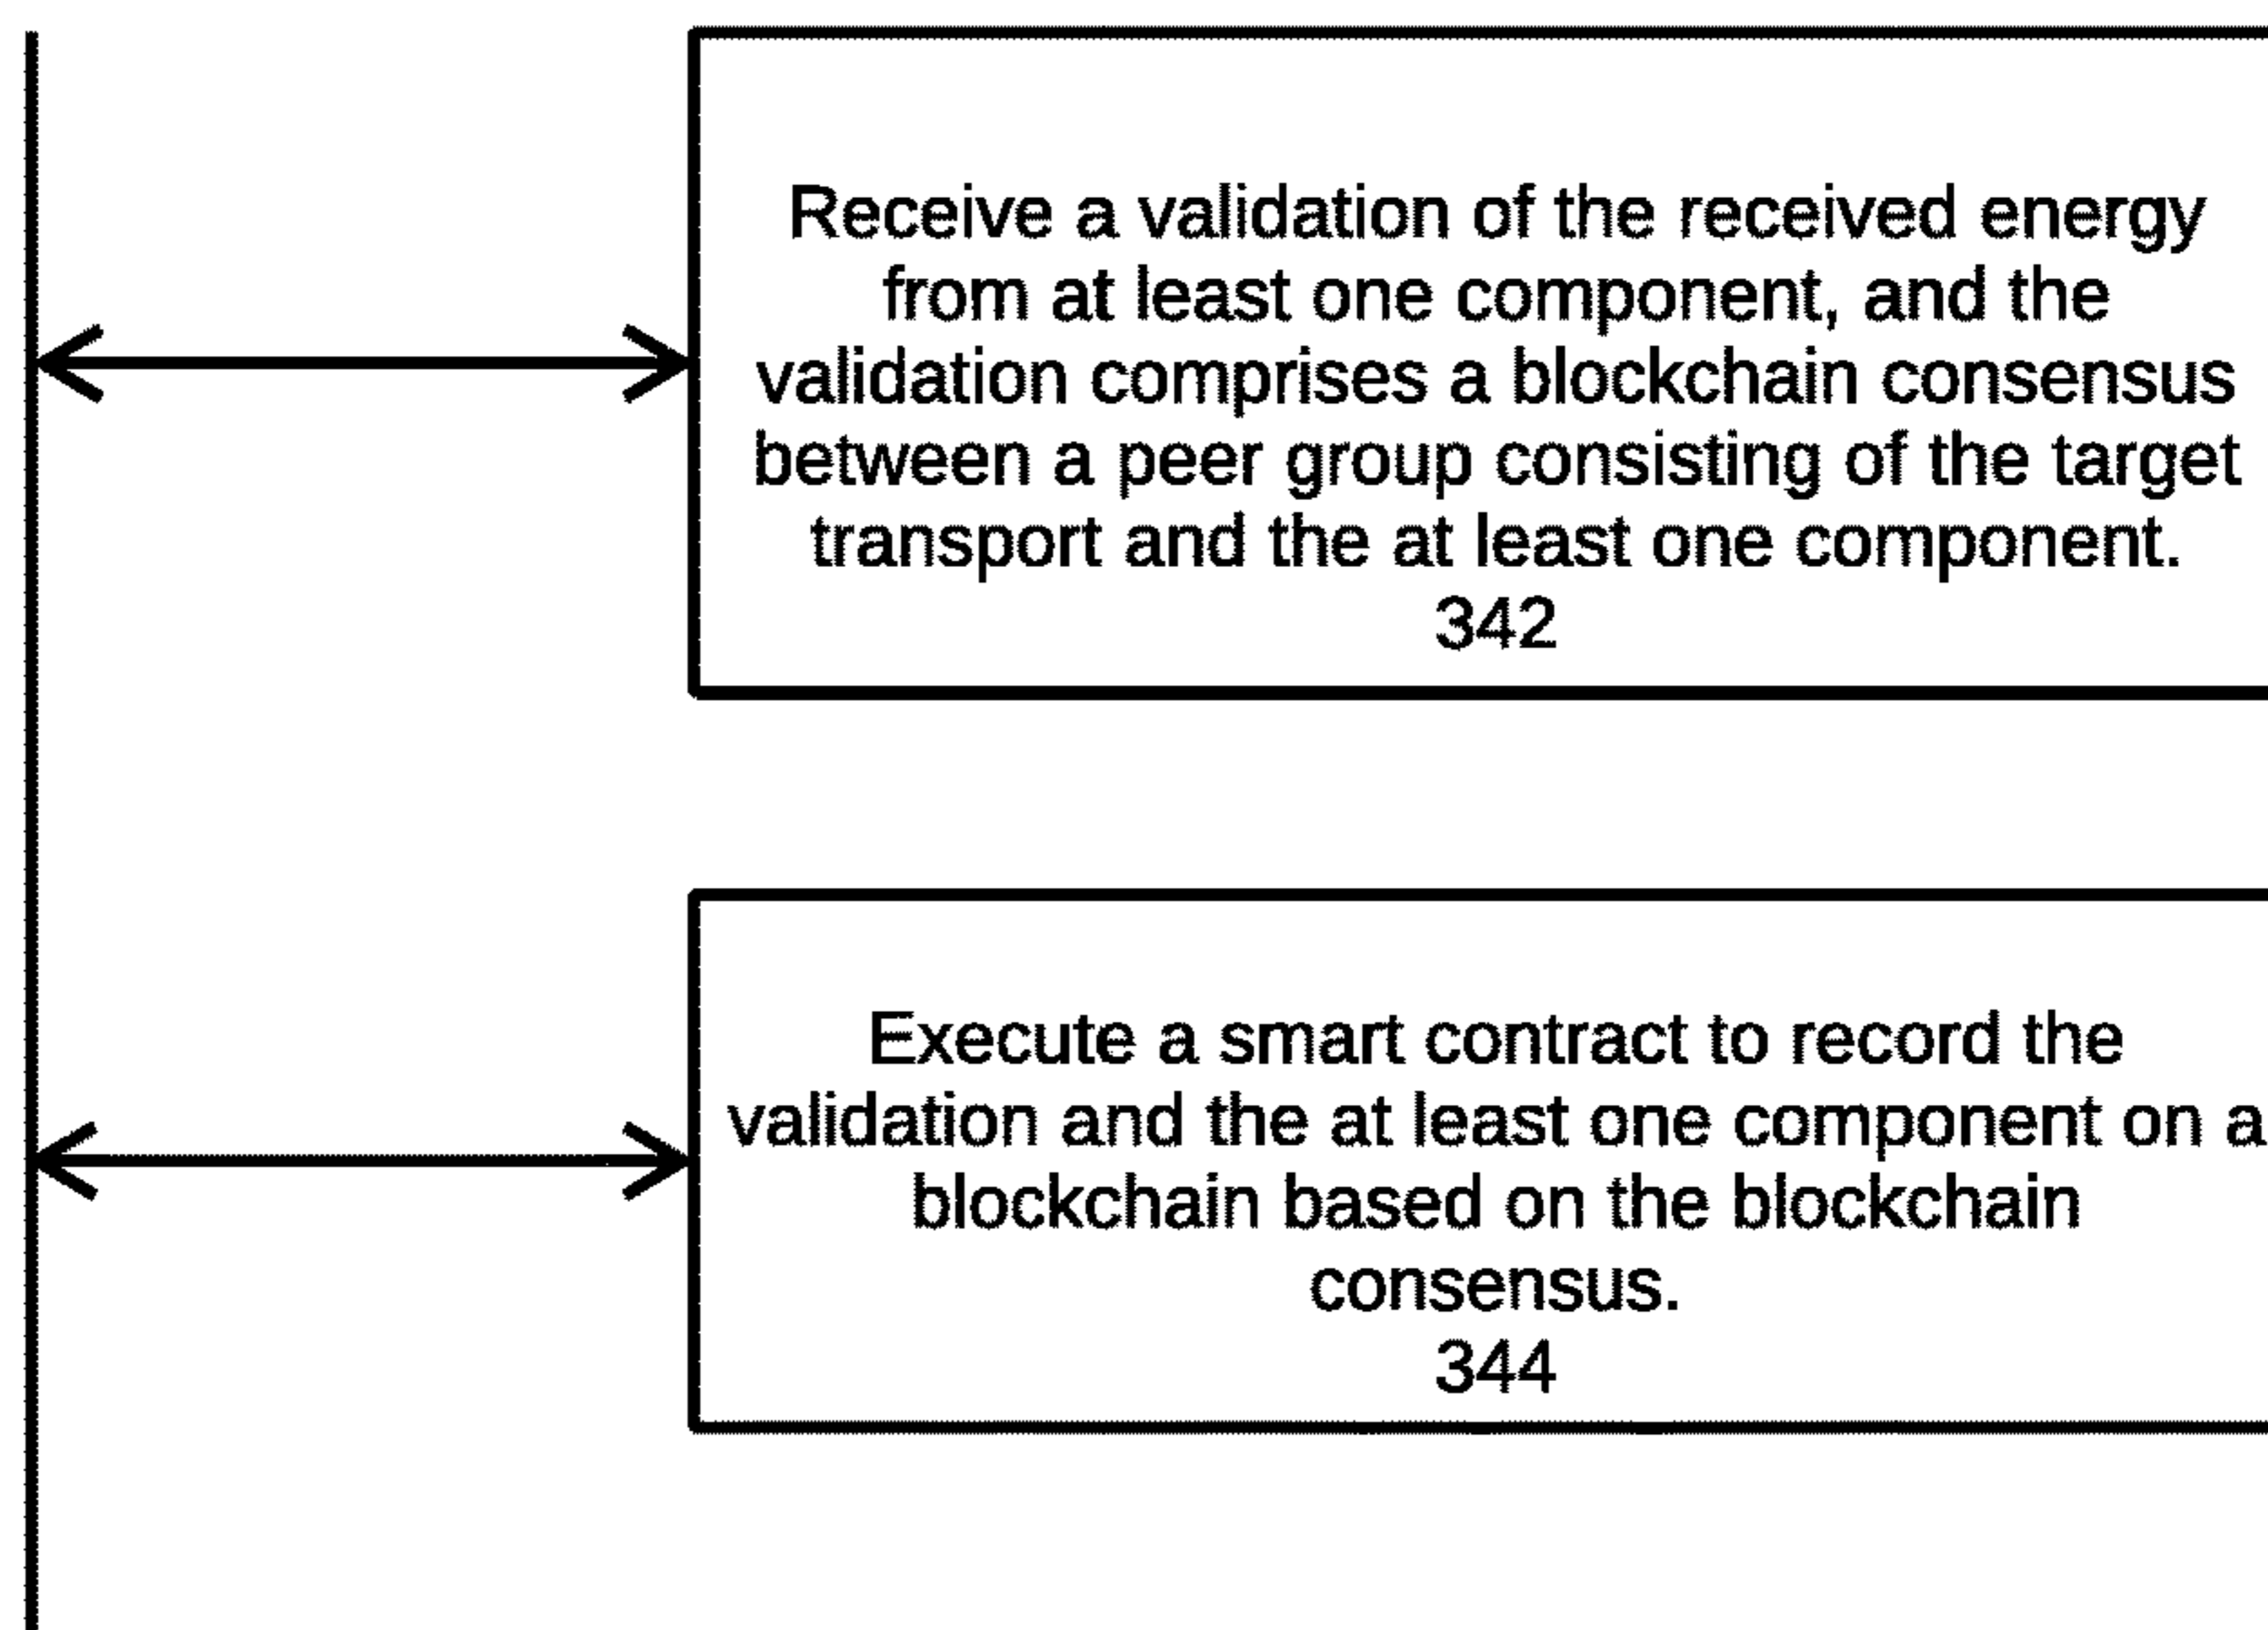 Receive a validation of the received energy
from at least one component, and the
validation comprises a blockchain consensus
between a peer group consisting of the target
transport and the at least one component.
342
Execute a smart contract to record the
validation and the at least one component on a
blockchain based on the blockchain
consensus.
344